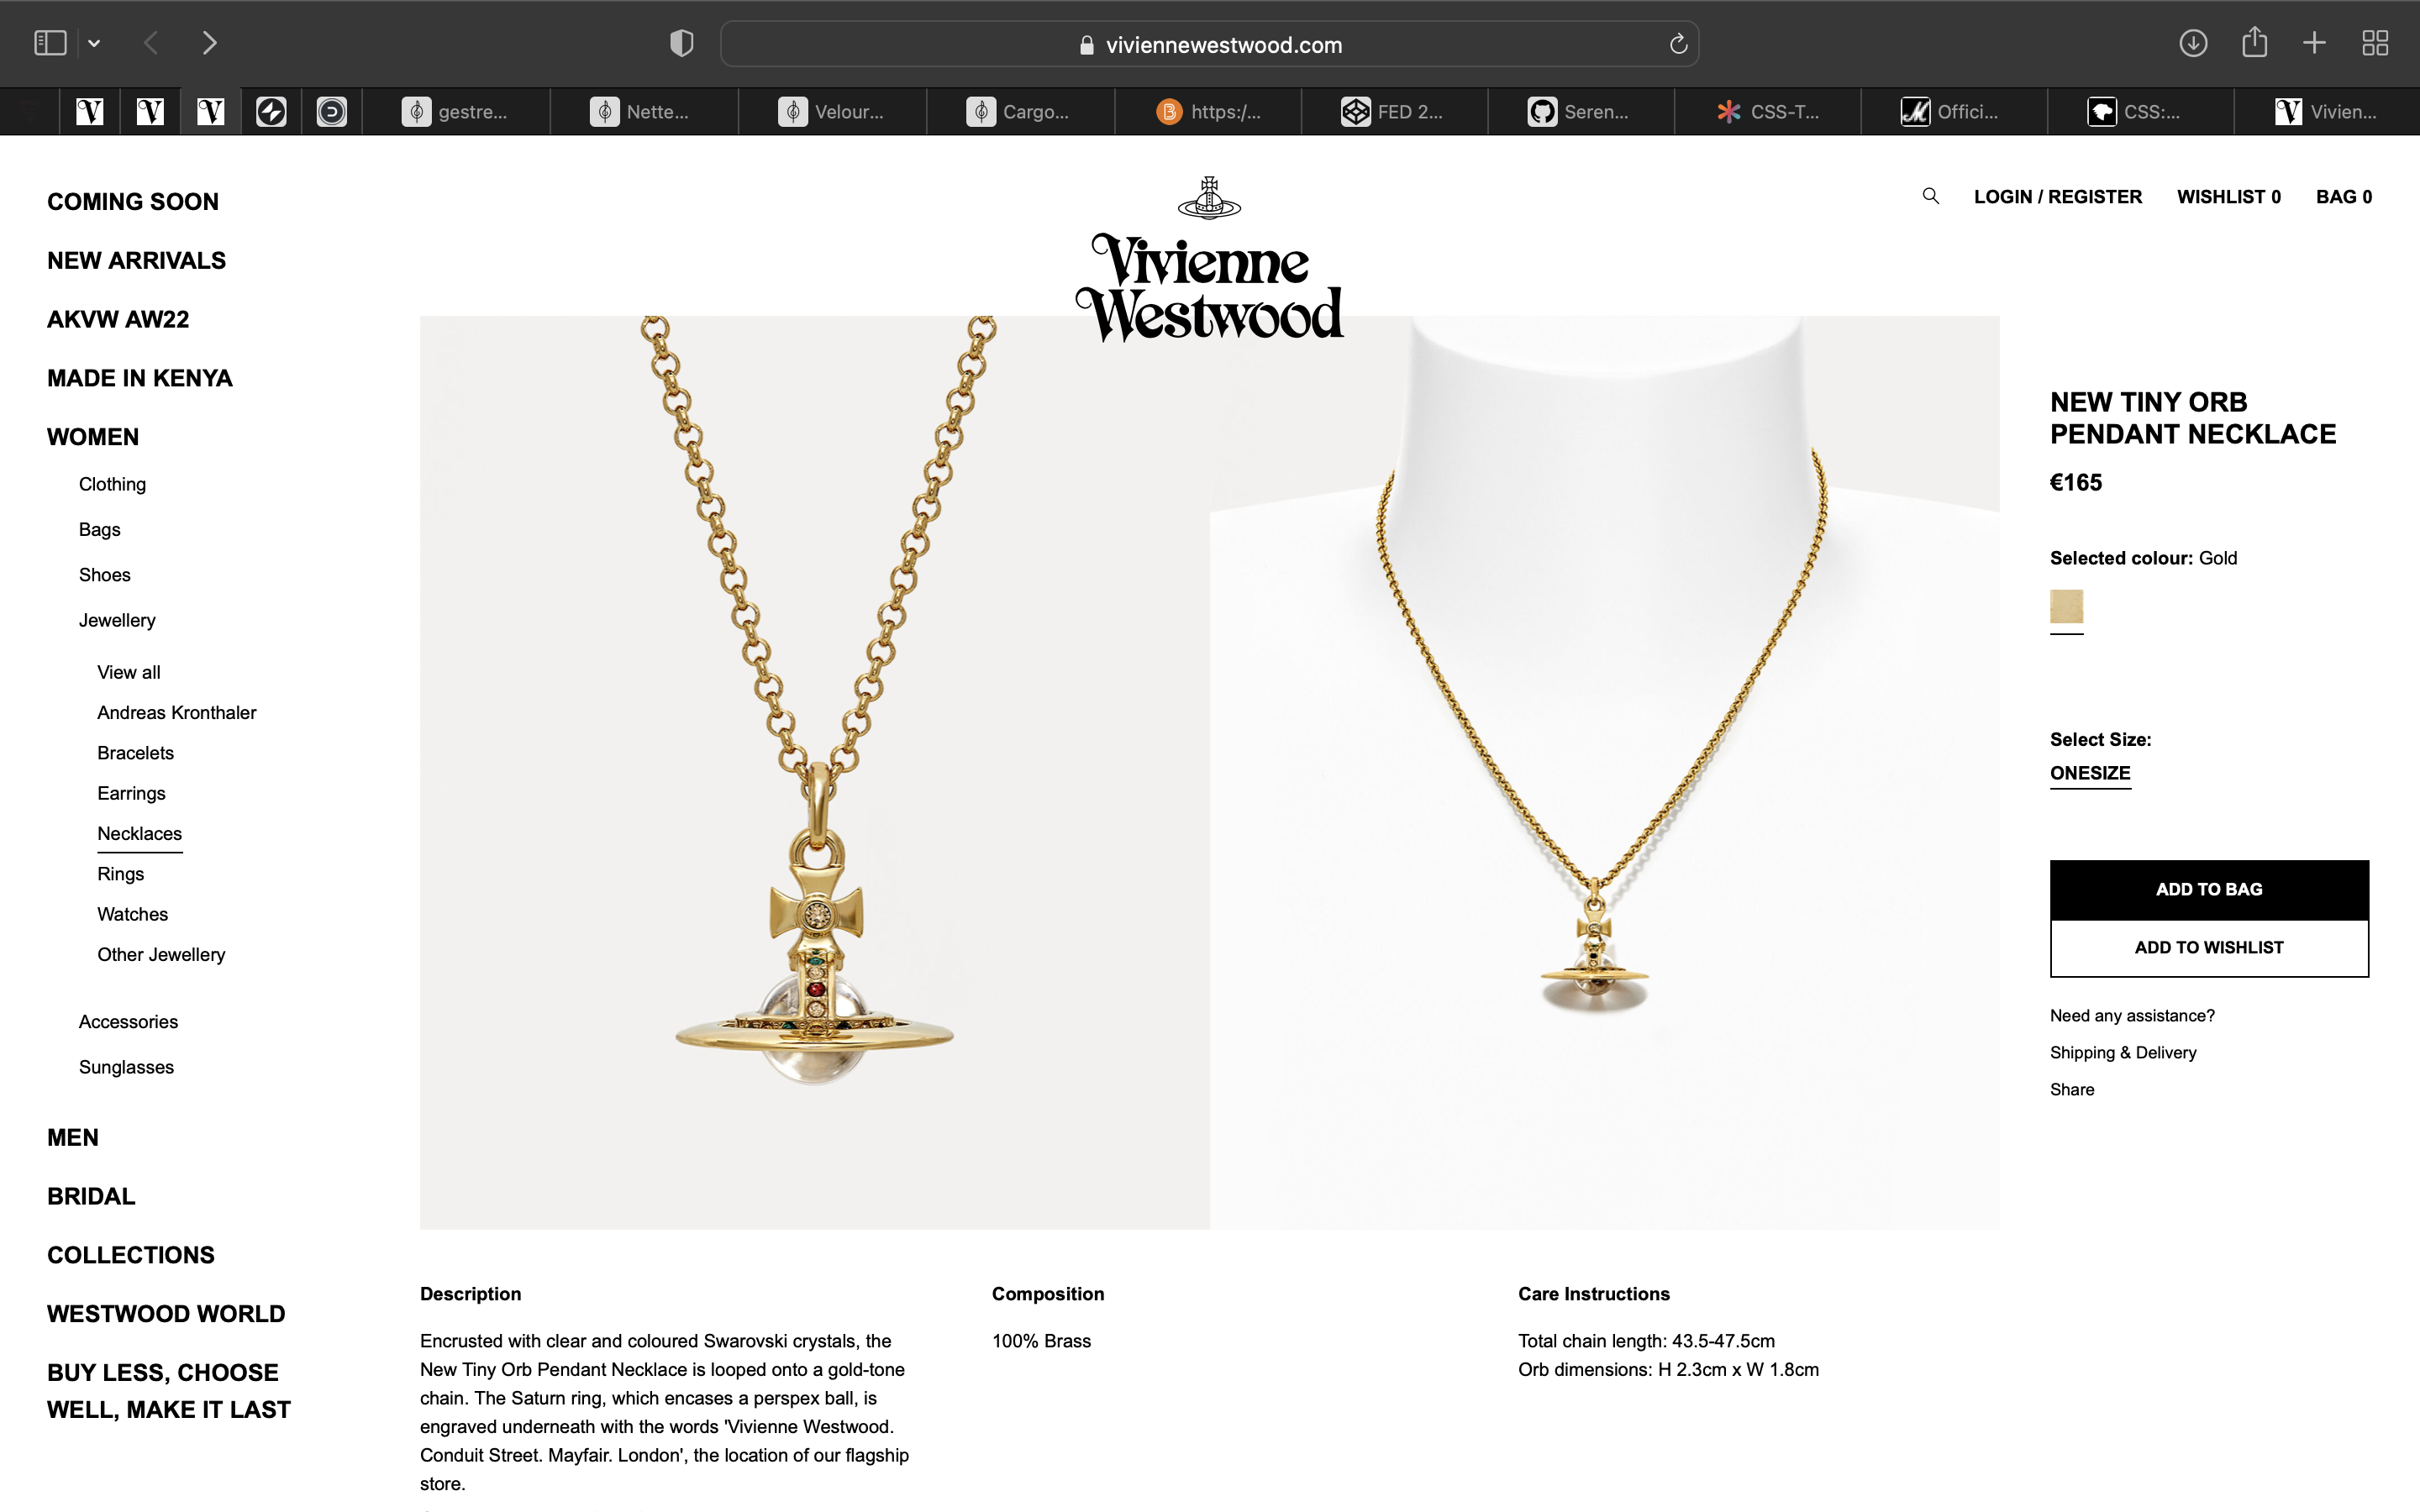 viviennewestwood.com
gestre...
Nette...
Velour...
Cargo...
https:/...
FED 2...
Seren...
CSS-T...
Offici...
CSS:...
Vivien...
COMING SOON
NEW ARRIVALS
AKVW AW22
MADE IN KENYA
WOMEN
Clothing
Bags
Shoes
Jewellery
View all
Andreas Kronthaler
Bracelets
Earrings
Necklaces
Rings
Watches
Other Jewellery
Accessories
Sunglasses
MEN
BRIDAL
COLLECTIONS
WESTWOOD WORLD
BUY LESS, CHOOSE
WELL, MAKE IT LAST
Vivienne
Westwood
LOGIN / REGISTER
WISHLIST 0
BAG 0
NEW TINY ORB
PENDANT NECKLACE
€165
Selected colour: Gold
Select Size:
ONESIZE
ADD TO BAG
ADD TO WISHLIST
Need any assistance?
Shipping & Delivery
Share
Description
Encrusted with clear and coloured Swarovski crystals, the
New Tiny Orb Pendant Necklace is looped onto a gold-tone
chain. The Saturn ring, which encases a perspex ball, is
engraved underneath with the words 'Vivienne Westwood.
Conduit Street. Mayfair. London', the location of our flagship
store.
Composition
100% Brass
Care Instructions
Total chain length: 43.5-47.5cm
Orb dimensions: H 2.3cm x W 1.8cm